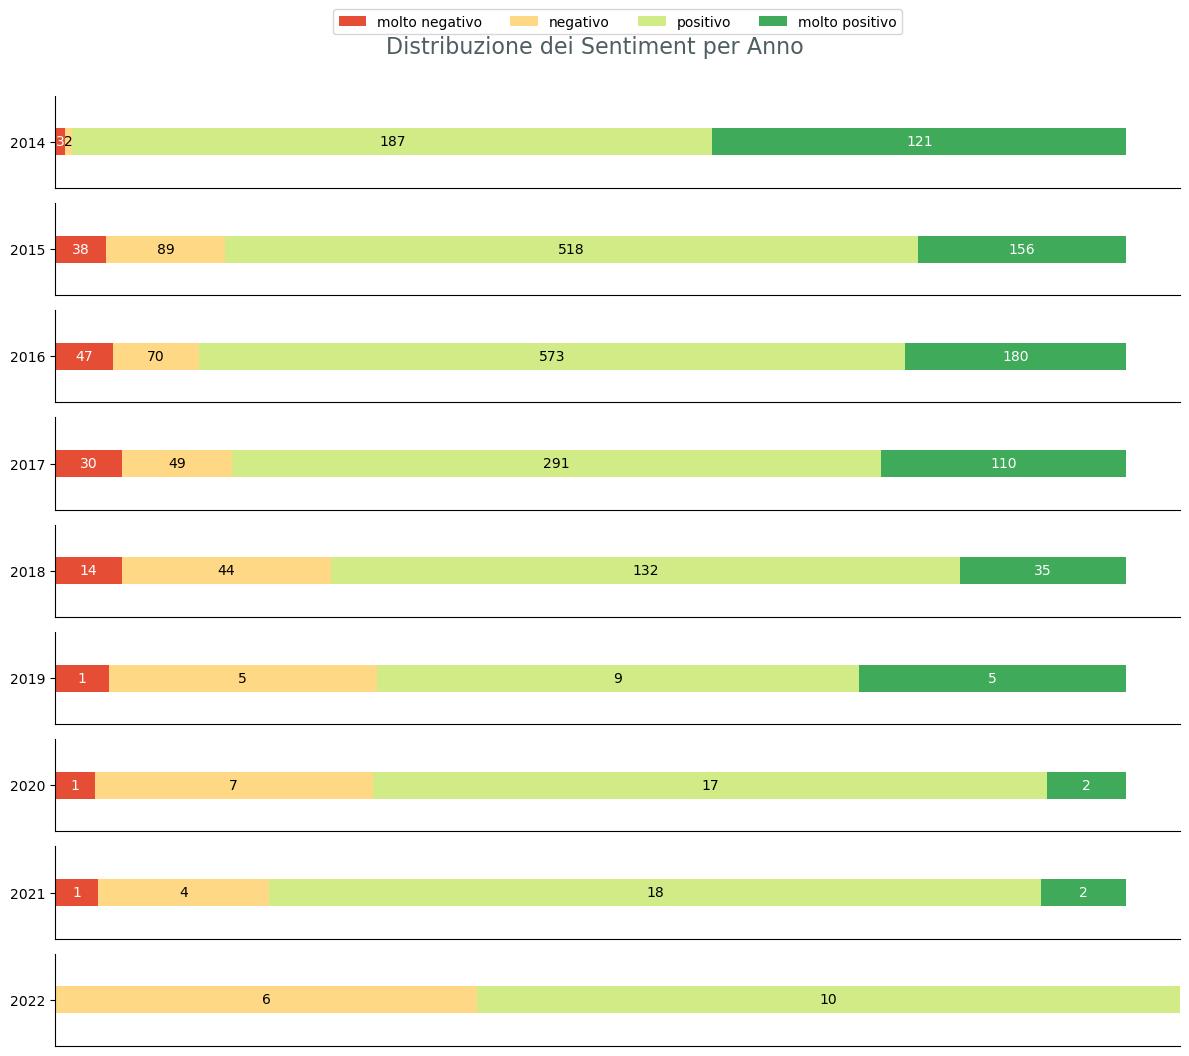 molto negativo negativo positivo molto positivo
Distribuzione dei Sentiment per Anno
2014 3 2 187 121
2015 38 89 518 156
2016 47 70 573 180
2017 30 49 291 110
2018 14 44 132 35
2019 1 5 9 5
2020 1 7 17 2
2021 1 4 18 2
2022 6 10